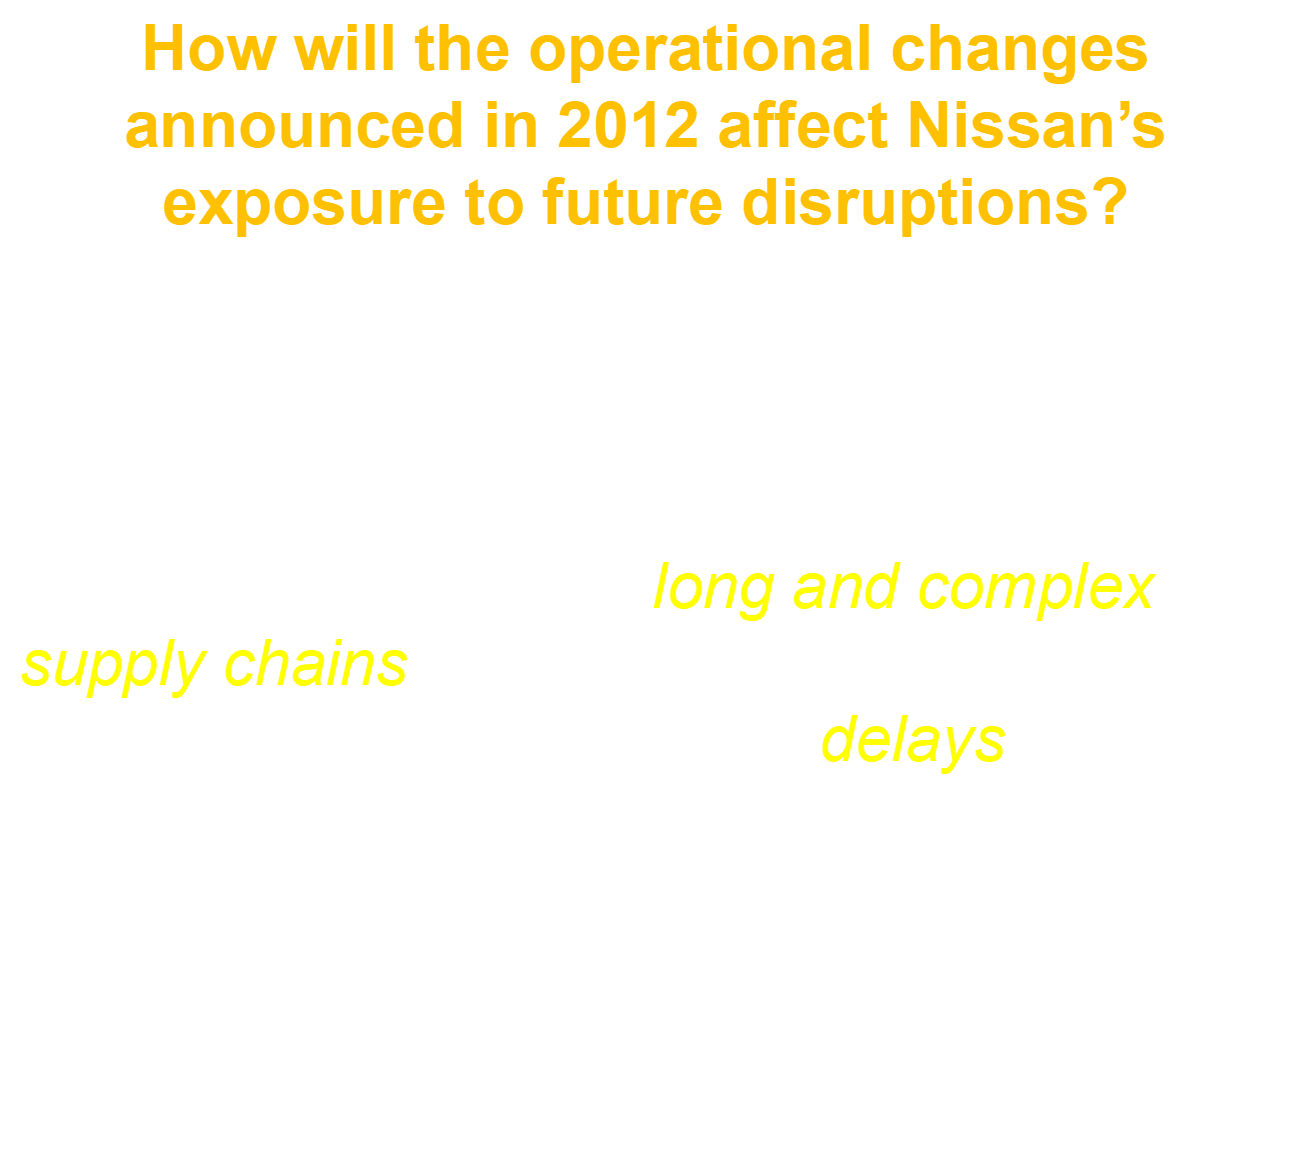 How will the operational changes
announced in 2012 affect Nissan’s
exposure to future disruptions?
long and complex
supply chains
delays